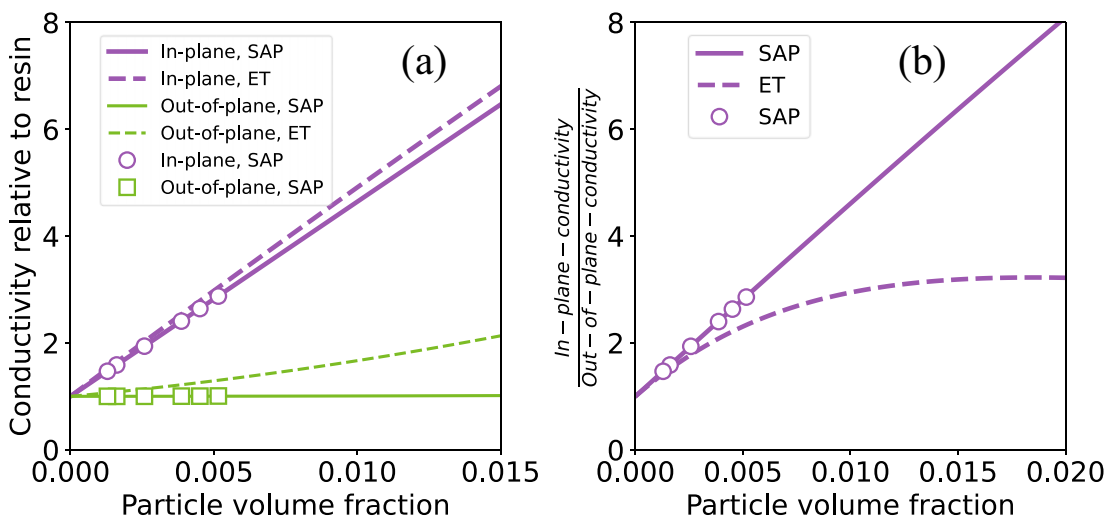 (a)
Conductivity relative to resin
8
6
4
2
0
In-plane, SAP
In-plane, ET
Out-of-plane, SAP
Out-of-plane, ET
In-plane, SAP
Out-of-plane, SAP
0.000
0.005
0.010
0.015
Particle volume fraction
(b)
In – plane – conductivity
Out – of – plane – conductivity
8
6
4
2
0
SAP
ET
SAP
0.000
0.005
0.010
0.015
0.020
Particle volume fraction